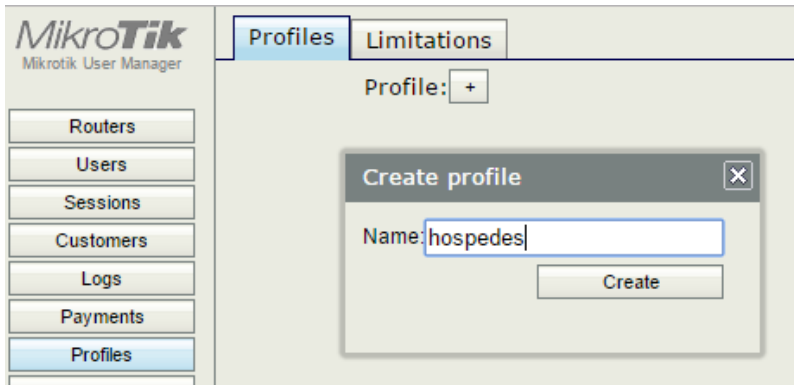 MikroTik
Mikrotik User Manager
Routers
Users
Sessions
Customers
Logs
Payments
Profiles
Profiles
Limitations
Profile: +
Create profile
Name: hospedes
Create